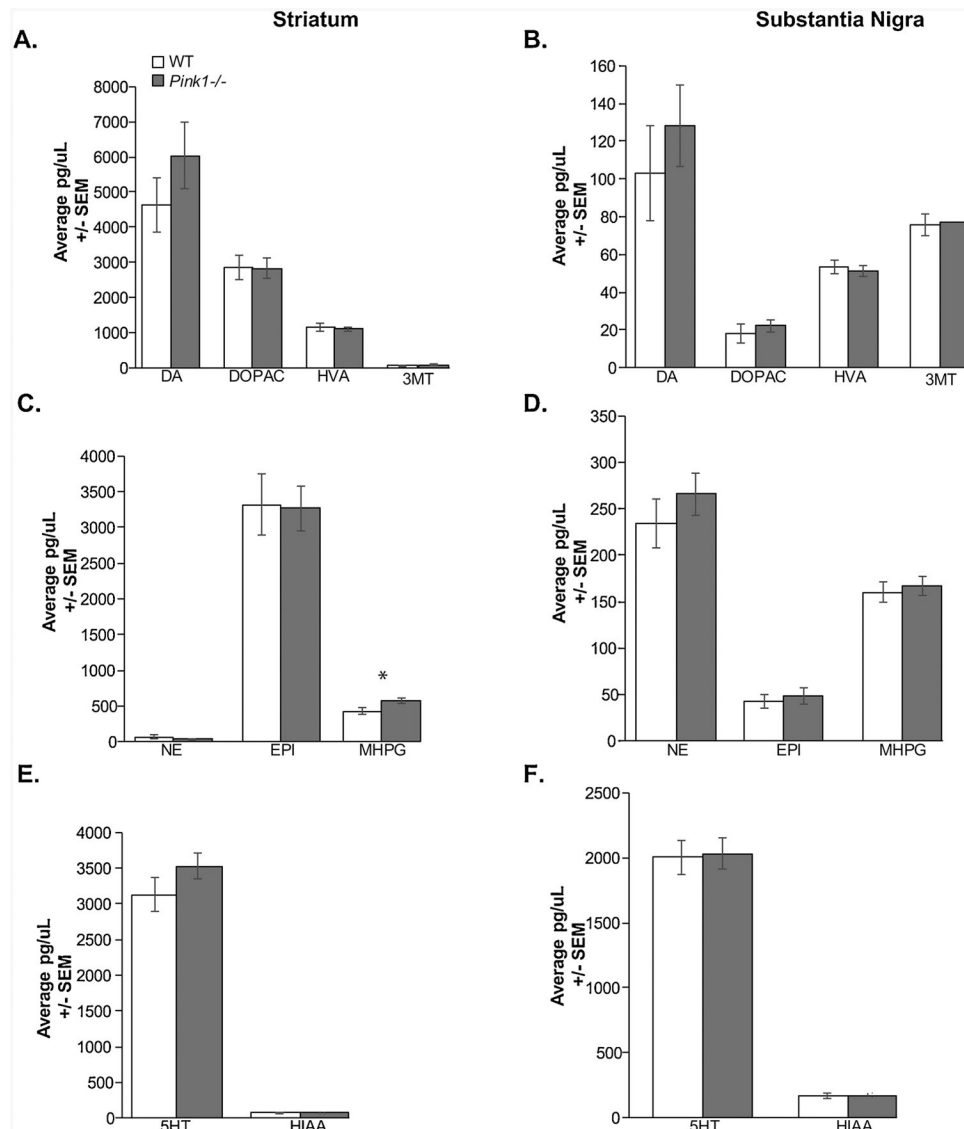 Striatum
Substantia Nigra
A.
WT
Pink1-/-
8000
7000
6000
5000
4000
3000
2000
1000
0
Average pg/uL
+/- SEM
DA
DOPAC
HVA
3MT
B.
160
140
120
100
80
60
40
20
0
Average pg/uL
+/- SEM
DA
DOPAC
HVA
3MT
C.
4000
3500
3000
2500
2000
1500
1000
500
0
Average pg/uL
+/- SEM
*
NE
EPI
MHPG
D.
350
300
250
200
150
100
50
0
Average pg/uL
+/- SEM
NE
EPI
MHPG
E.
4000
3500
3000
2500
2000
1500
1000
500
0
Average pg/uL
+/- SEM
5HT
HIAA
F.
2500
2000
1500
1000
500
0
Average pg/uL
+/- SEM
5HT
HIAA